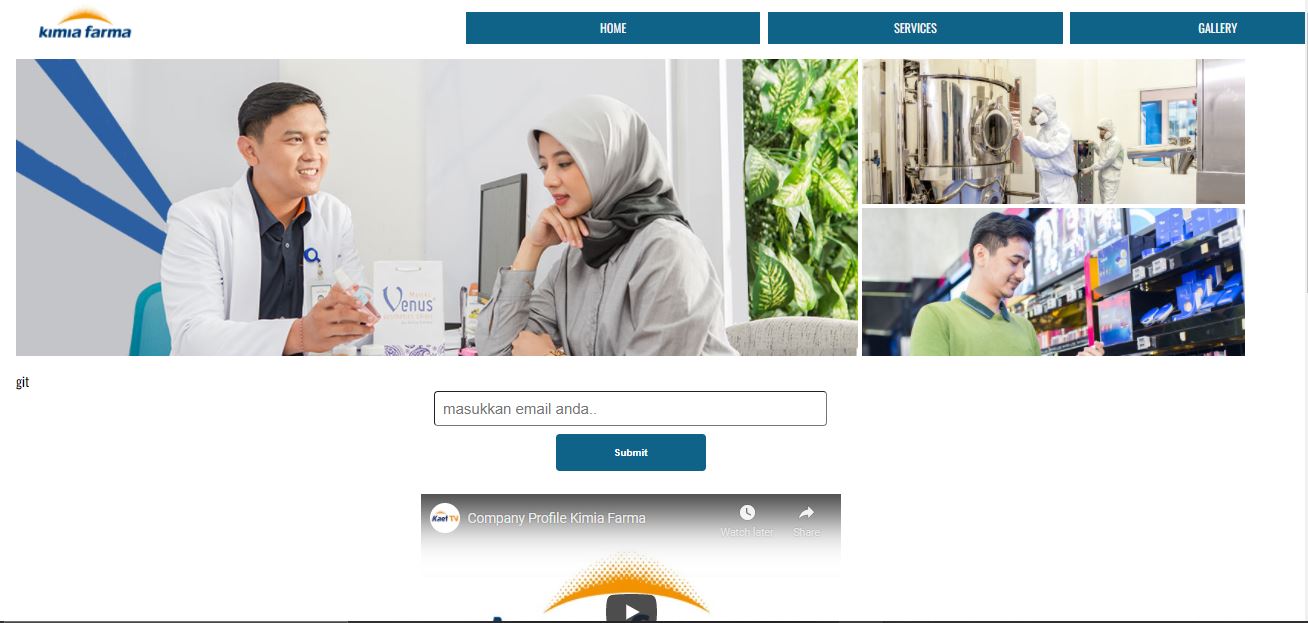 kimia farma
HOME
SERVICES
GALLERY
Venus
git
masukkan email anda..
Submit
Kaef TV
Company Profile Kimia Farma
Watch later
Share